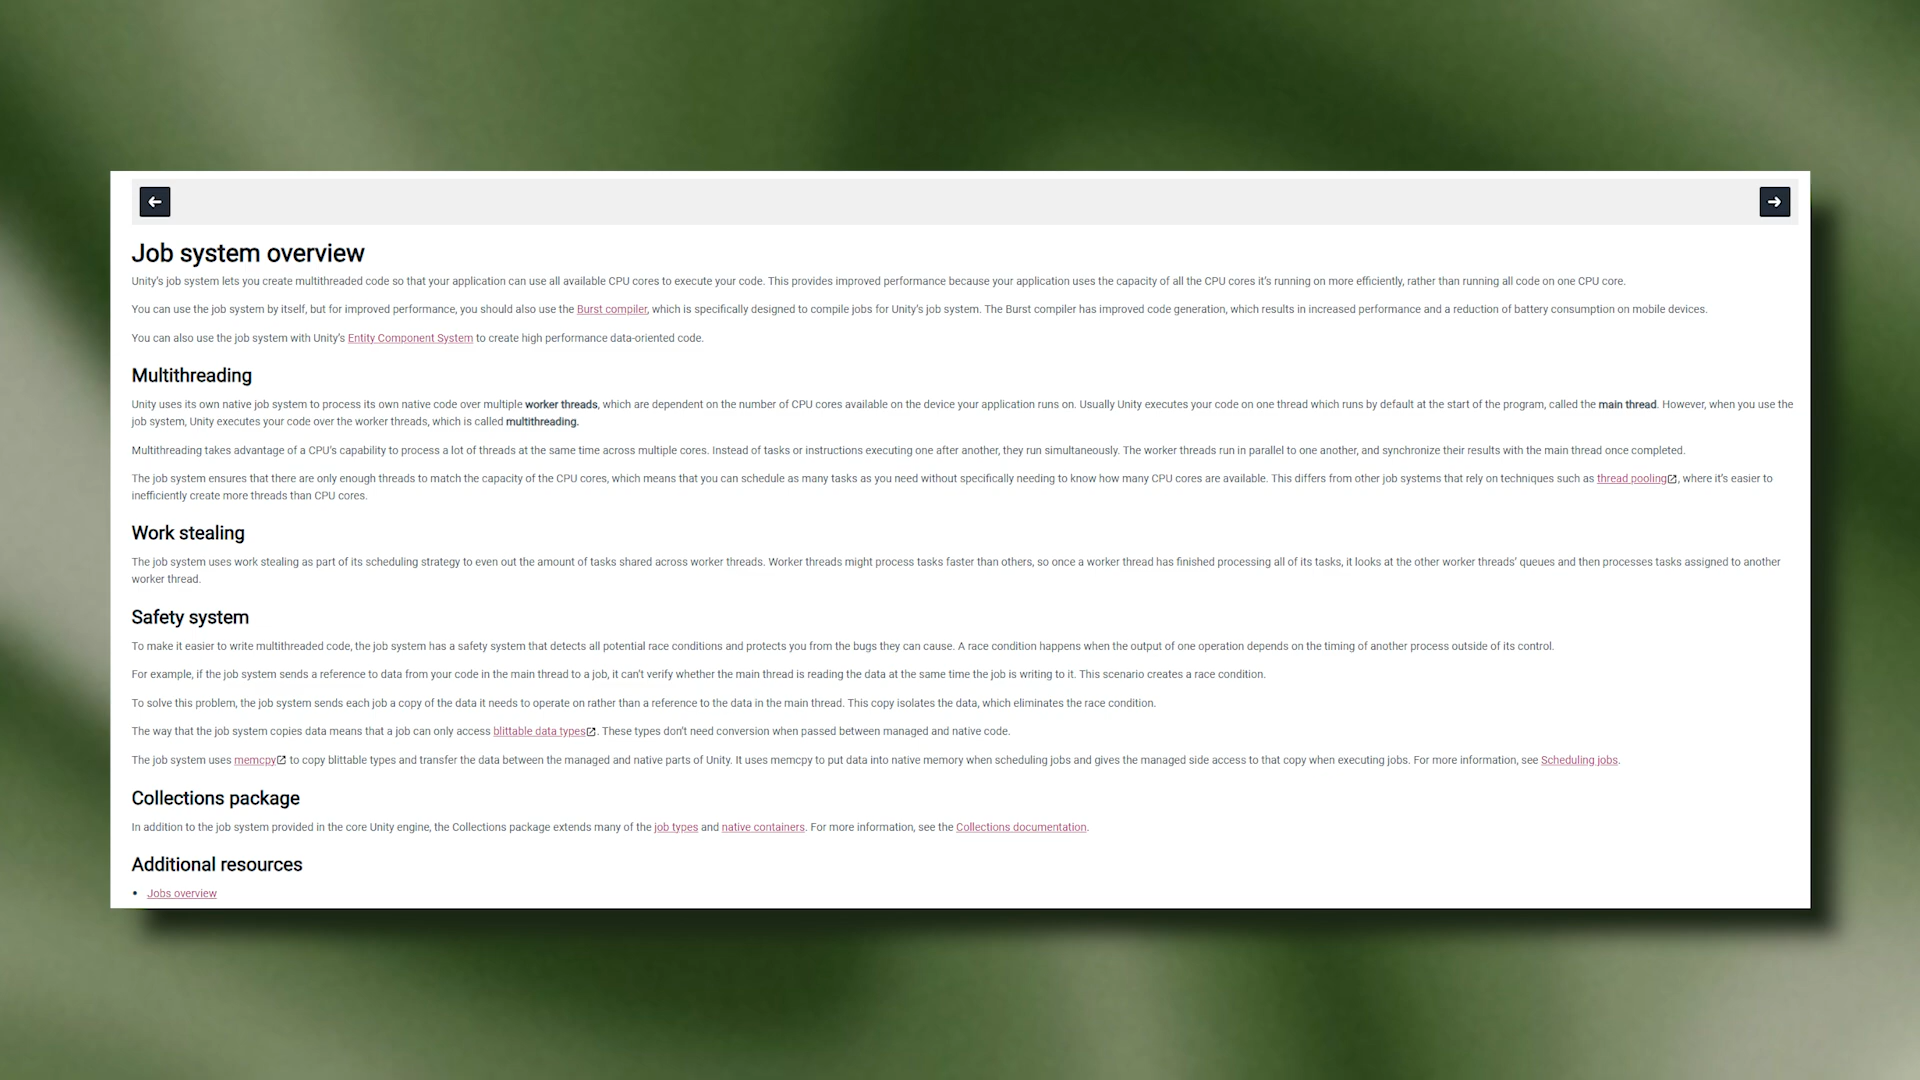 Job system overview
Unity's job system lets you create multithreaded code so that your application can use all available CPU cores to execute your code. This provides improved performance because your application uses the capacity of all the CPU cores it's running on more efficiently, rather than running all code on one CPU core.
You can use the job system by itself, but for improved performance, you should also use the Burst compiler, which is specifically designed to compile jobs for Unity's job system. The Burst compiler has improved code generation, which results in increased performance and a reduction of battery consumption on mobile devices.
You can also use the job system with Unity's Entity Component System to create high performance data-oriented code.
Multithreading
Unity uses its own native job system to process its own native code over multiple worker threads, which are dependent on the number of CPU cores available on the device your application runs on. Usually Unity executes your code on one thread which runs by default at the start of the program, called the main thread. However, when you use the
job system, Unity executes your code over the worker threads, which is called multithreading.
Multithreading takes advantage of a CPU's capability to process a lot of threads at the same time across multiple cores. Instead of tasks or instructions executing one after another, they run simultaneously. The worker threads run in parallel to one another, and synchronize their results with the main thread once completed.
The job system ensures that there are only enough threads to match the capacity of the CPU cores, which means that you can schedule as many tasks as you need without specifically needing to know how many CPU cores are available. This differs from other job systems that rely on techniques such as thread pooling, where it's easier to
inefficiently create more threads than CPU cores.
Work stealing
The job system uses work stealing as part of its scheduling strategy to even out the amount of tasks shared across worker threads. Worker threads might process tasks faster than others, so once a worker thread has finished processing all of its tasks, it looks at the other worker threads' queues and then processes tasks assigned to another
worker thread.
Safety system
To make it easier to write multithreaded code, the job system has a safety system that detects all potential race conditions and protects you from the bugs they can cause. A race condition happens when the output of one operation depends on the timing of another process outside of its control.
For example, if the job system sends a reference to data from your code in the main thread to a job, it can't verify whether the main thread is reading the data at the same time the job is writing to it. This scenario creates a race condition.
To solve this problem, the job system sends each job a copy of the data it needs to operate on rather than a reference to the data in the main thread. This copy isolates the data, which eliminates the race condition.
The way that the job system copies data means that a job can only access blittable data types. These types don't need conversion when passed between managed and native code.
The job system uses memcpy to copy blittable types and transfer the data between the managed and native parts of Unity. It uses memcpy to put data into native memory when scheduling jobs and gives the managed side access to that copy when executing jobs. For more information, see Scheduling jobs.
Collections package
In addition to the job system provided in the core Unity engine, the Collections package extends many of the job types and native containers. For more information, see the Collections documentation.
Additional resources
• Jobs overview